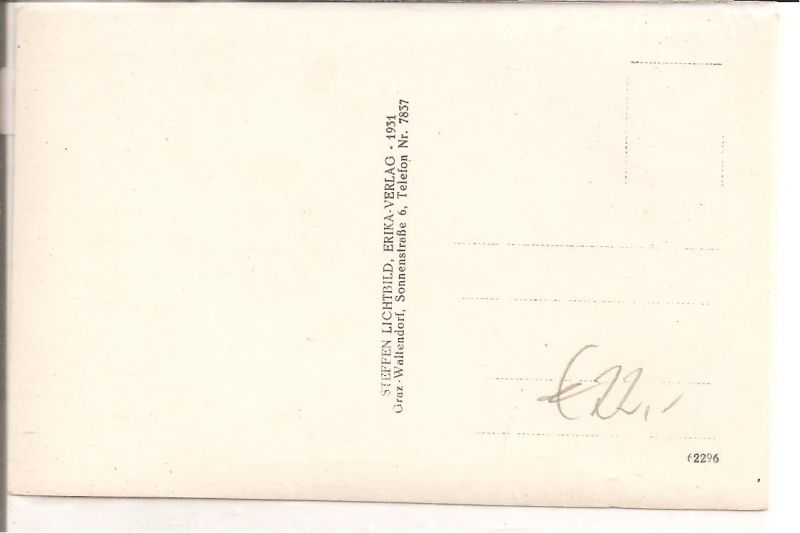 STEFFEN LICHTBILD, ERIKA-VERLAG - 1931
Graz-Waltendorf, Sonnenstraße 6, Telefon Nr. 7837
€ 22,-
62296